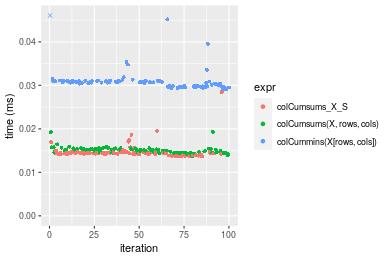 0.04
0.03
0.02
0.01
0.00
time (ms)
0
25
50
75
100
iteration
expr
colCumsums_X_S
colCumsums(X, rows, cols)
colCummins(X[rows, cols])